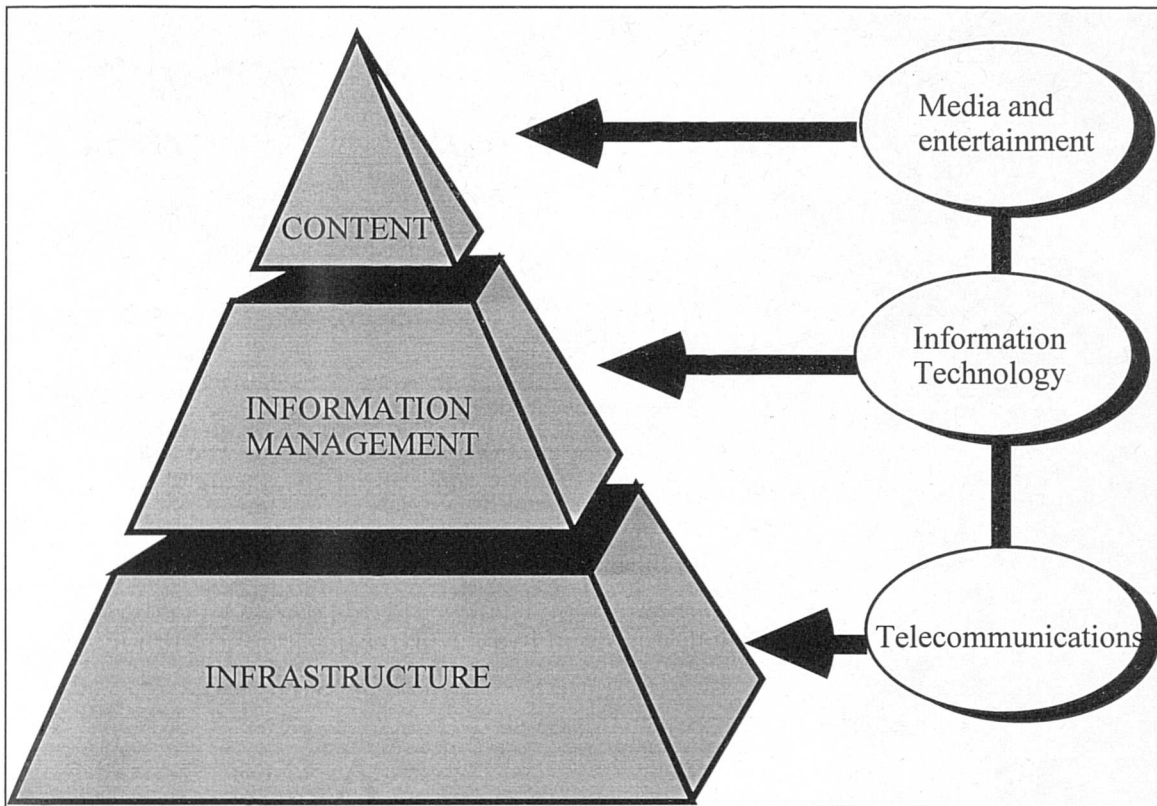 Media and
entertainment
CONTENT
Information
Technology
INFORMATION
MANAGEMENT
Telecommunications
INFRASTRUCTURE